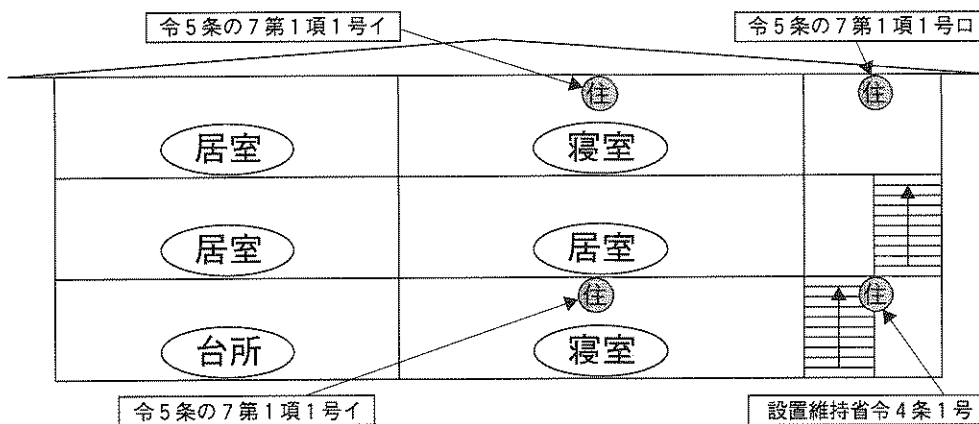 令5条の7第1項1号イ
令5条の7第1項1号ロ
住
住
居室
寝室
居室
居室
住
住
台所
寝室
令5条の7第1項1号イ
設置維持省令4条1号